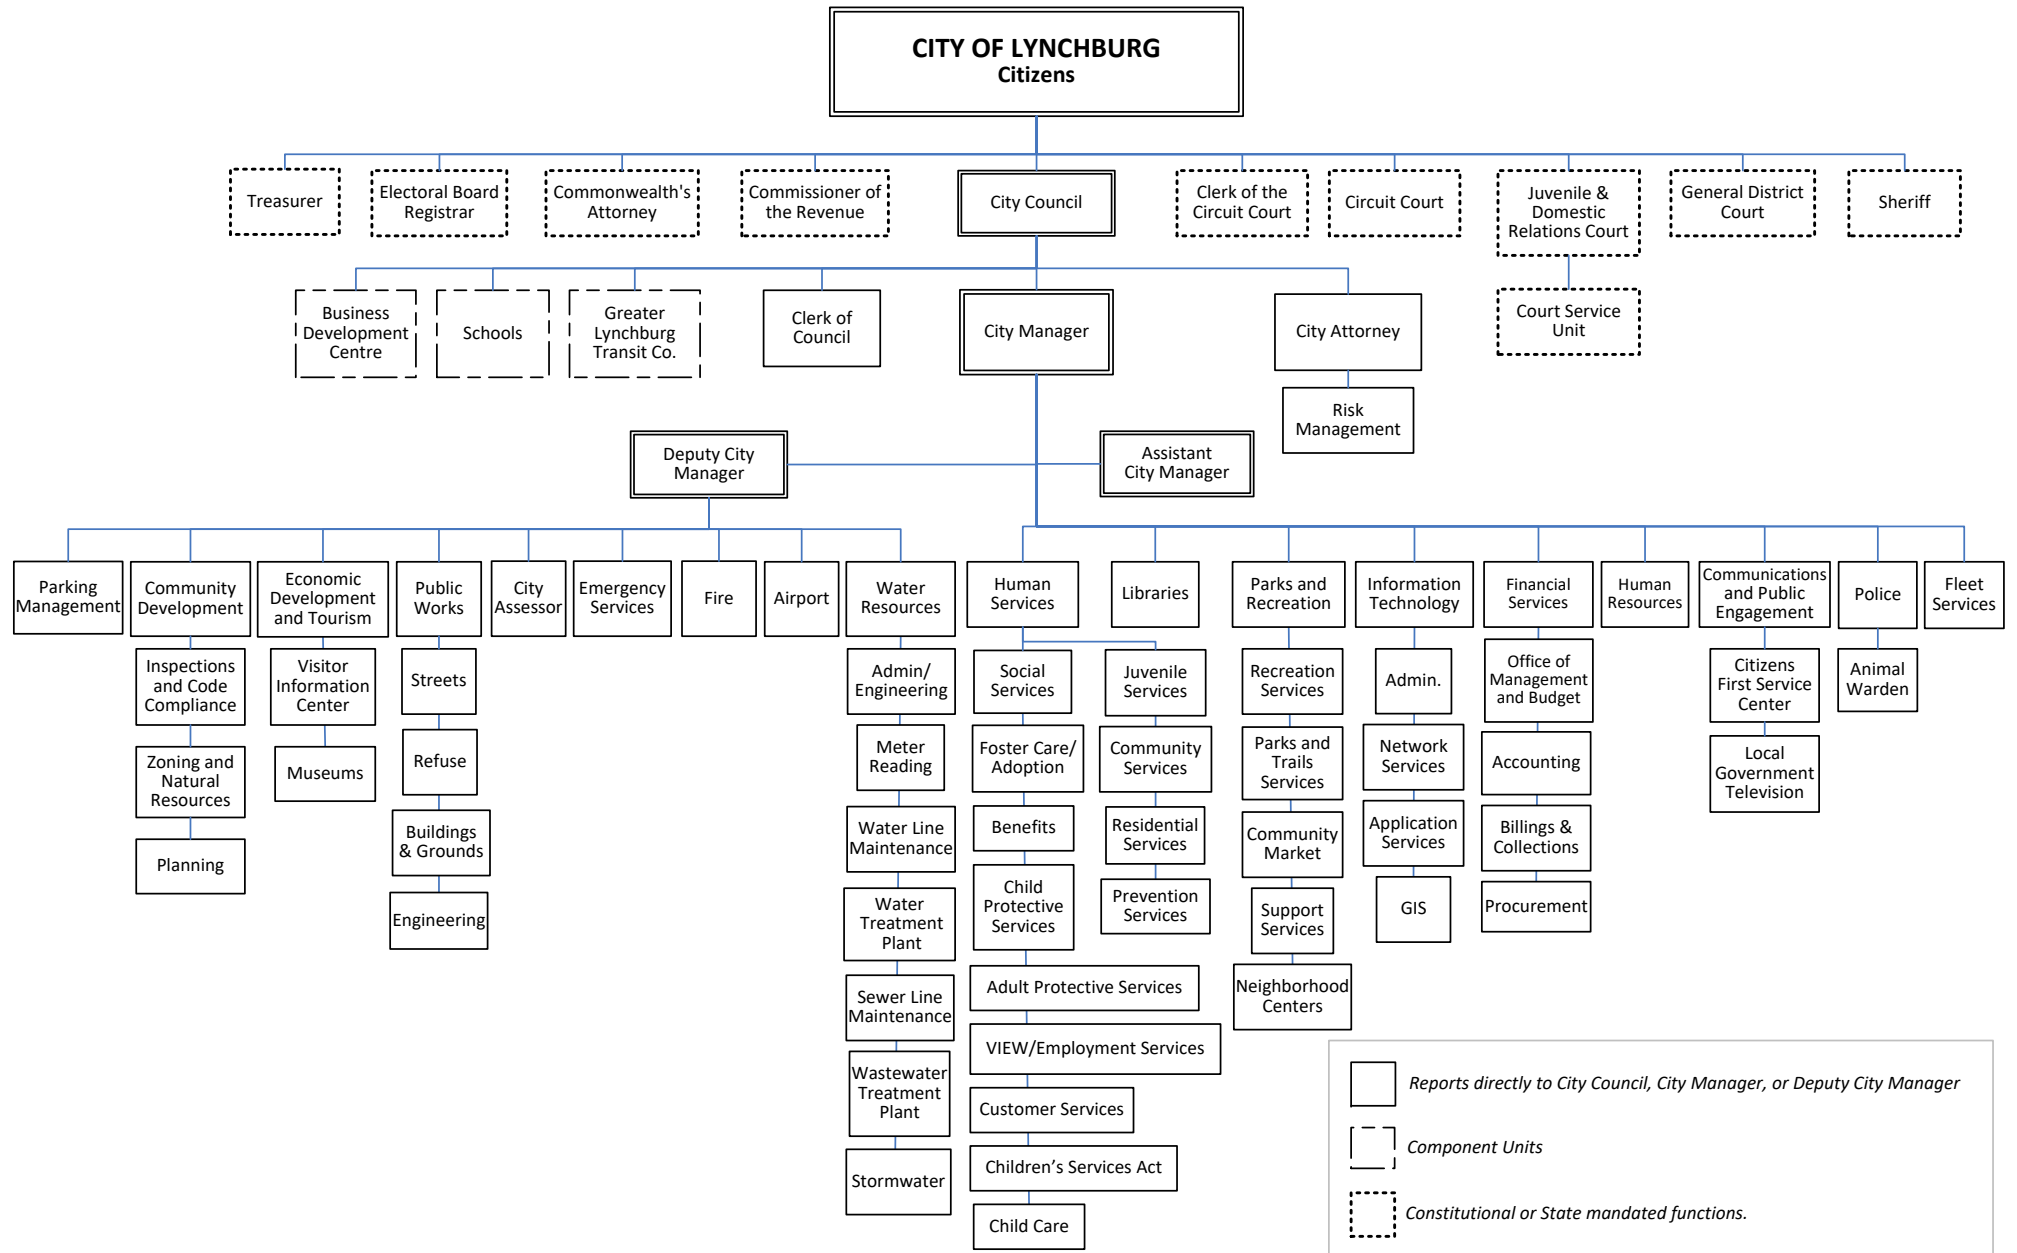 CITY OF LYNCHBURG
Citizens
Treasurer
Electoral Board
Registrar
Commonwealth's
Attorney
Commissioner of
the Revenue
City Council
Clerk of the
Circuit Court
Circuit Court
Juvenile &
Domestic
Relations Court
General District
Court
Sheriff
Business
Development
Centre
Schools
Greater
Lynchburg
Transit Co.
Clerk of
Council
City Manager
City Attorney
Court Service
Unit
Risk
Management
Deputy City
Manager
Assistant
City Manager
Parking
Management
Community
Development
Economic
Development
and Tourism
Public
Works
City
Assessor
Emergency
Services
Fire
Airport
Water
Resources
Human
Services
Libraries
Parks and
Recreation
Information
Technology
Financial
Services
Human
Resources
Communications
and Public
Engagement
Police
Fleet
Services
Inspections
and Code
Compliance
Zoning and
Natural
Resources
Planning
Visitor
Information
Center
Museums
Streets
Refuse
Buildings
& Grounds
Engineering
Admin/
Engineering
Meter
Reading
Water Line
Maintenance
Water
Treatment
Plant
Sewer Line
Maintenance
Wastewater
Treatment
Plant
Stormwater
Social
Services
Foster Care/
Adoption
Benefits
Child
Protective
Services
Adult Protective Services
VIEW/Employment Services
Customer Services
Children’s Services Act
Child Care
Juvenile
Services
Community
Services
Residential
Services
Prevention
Services
Recreation
Services
Parks and
Trails
Services
Community
Market
Support
Services
Neighborhood
Centers
Admin.
Network
Services
Application
Services
GIS
Office of
Management
and Budget
Accounting
Billings &
Collections
Procurement
Citizens
First Service
Center
Local
Government
Television
Animal
Warden
Reports directly to City Council, City Manager, or Deputy City Manager
Component Units
Constitutional or State mandated functions.